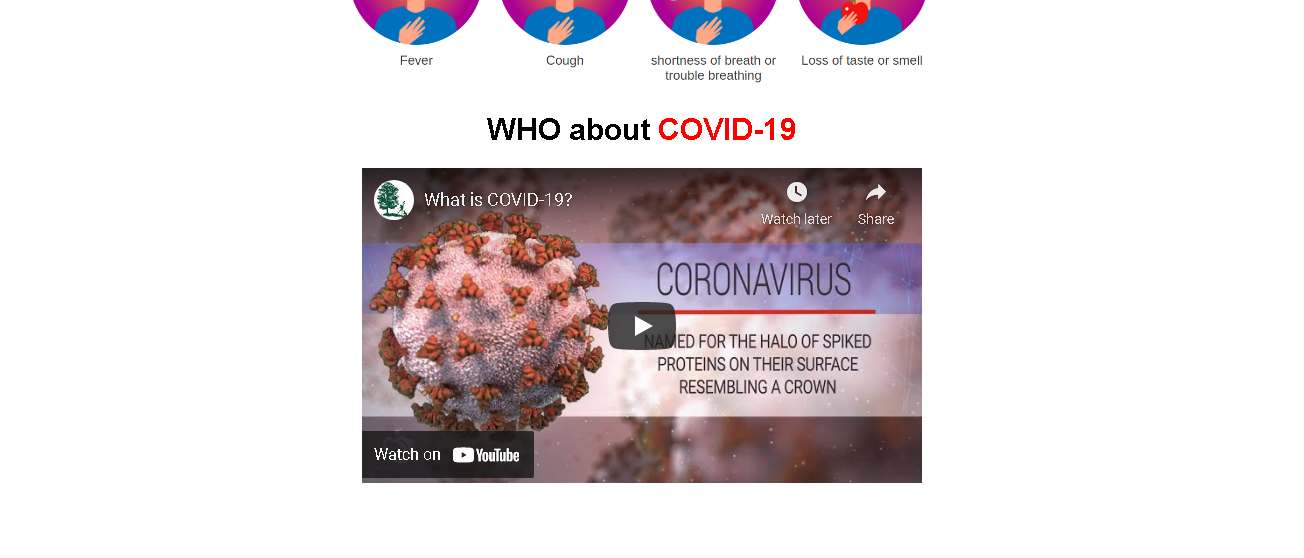 Fever
Cough
shortness of breath or
trouble breathing
Loss of taste or smell
WHO about COVID-19
What is COVID-19?
Watch later
Share
CORONAVIRUS
NAMED FOR THE HALO OF SPIKED
PROTEINS ON THEIR SURFACE
RESEMBLING A CROWN
Watch on YouTube